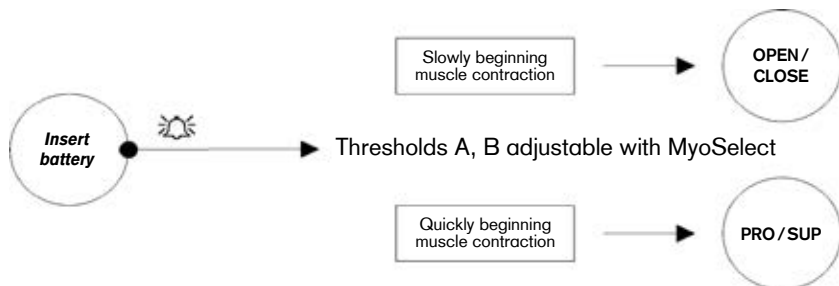 Slowly beginning
muscle contraction
OPEN /
CLOSE
Insert
battery
Thresholds A, B adjustable with MyoSelect
Quickly beginning
muscle contraction
PRO / SUP